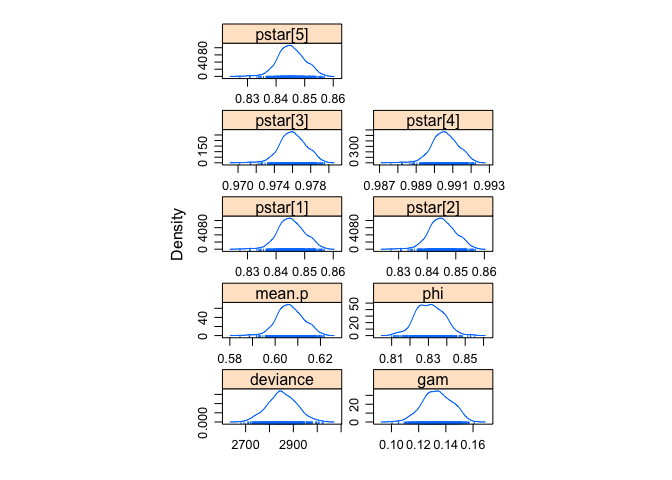 pstar[5]
0 4080
0.83 0.84 0.85 0.86
pstar[3] pstar[4]
0 150 0 300
0.970 0.974 0.978 0.987 0.989 0.991 0.993
pstar[1] pstar[2]
0 4080 0 4080
0.83 0.84 0.85 0.86 0.83 0.84 0.85 0.86
Density
mean.p phi
0 40 0 20 50
0.58 0.60 0.62 0.81 0.83 0.85
deviance gam
0.000 0 20
2700 2900 0.10 0.12 0.14 0.16